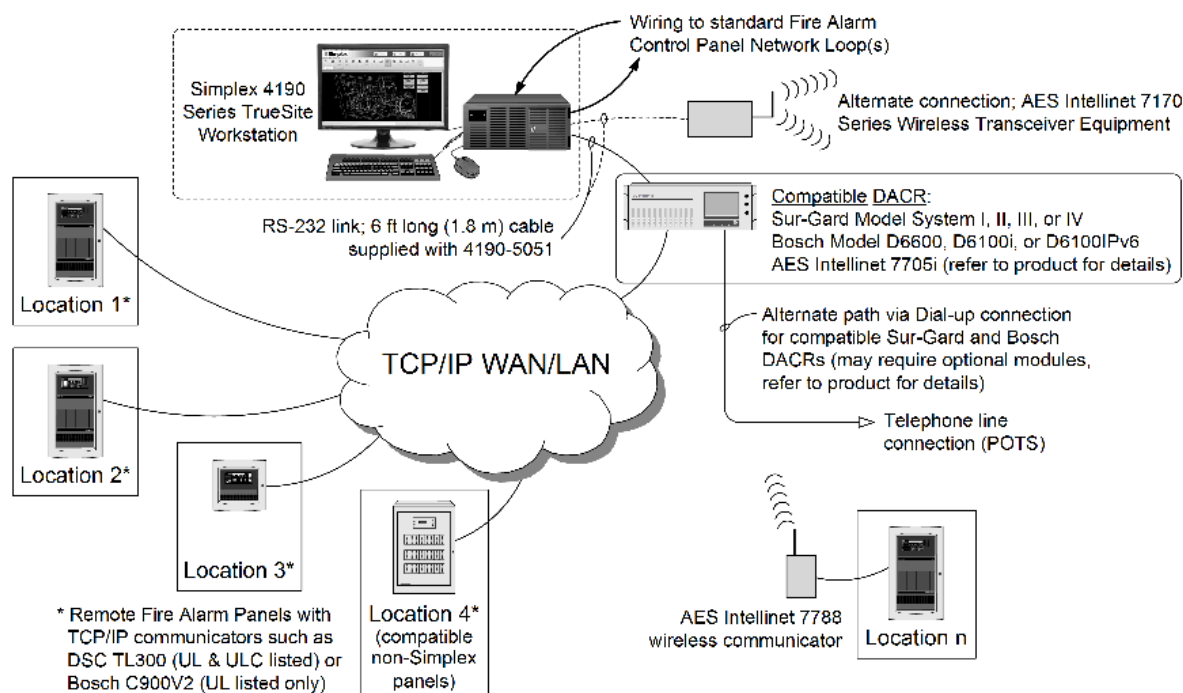 Wiring to standard Fire Alarm
Control Panel Network Loop(s)
Simplex 4190
Series TrueSite
Workstation
Alternate connection; AES Intellinet 7170
Series Wireless Transceiver Equipment
RS-232 link; 6 ft long (1.8 m) cable
supplied with 4190-5051
Compatible DACR:
Sur-Gard Model System I, II, III, or IV
Bosch Model D6600, D6100i, or D6100IPv6
AES Intellinet 7705i (refer to product for details)
Location 1*
Alternate path via Dial-up connection
for compatible Sur-Gard and Bosch
DACRs (may require optional modules,
refer to product for details)
TCP/IP WAN/LAN
Telephone line
connection (POTS)
Location 2*
Location 3*
Location 4*
(compatible
non-Simplex
panels)
* Remote Fire Alarm Panels with
TCP/IP communicators such as
DSC TL300 (UL & ULC listed) or
Bosch C900V2 (UL listed only)
AES Intellinet 7788
wireless communicator
Location n